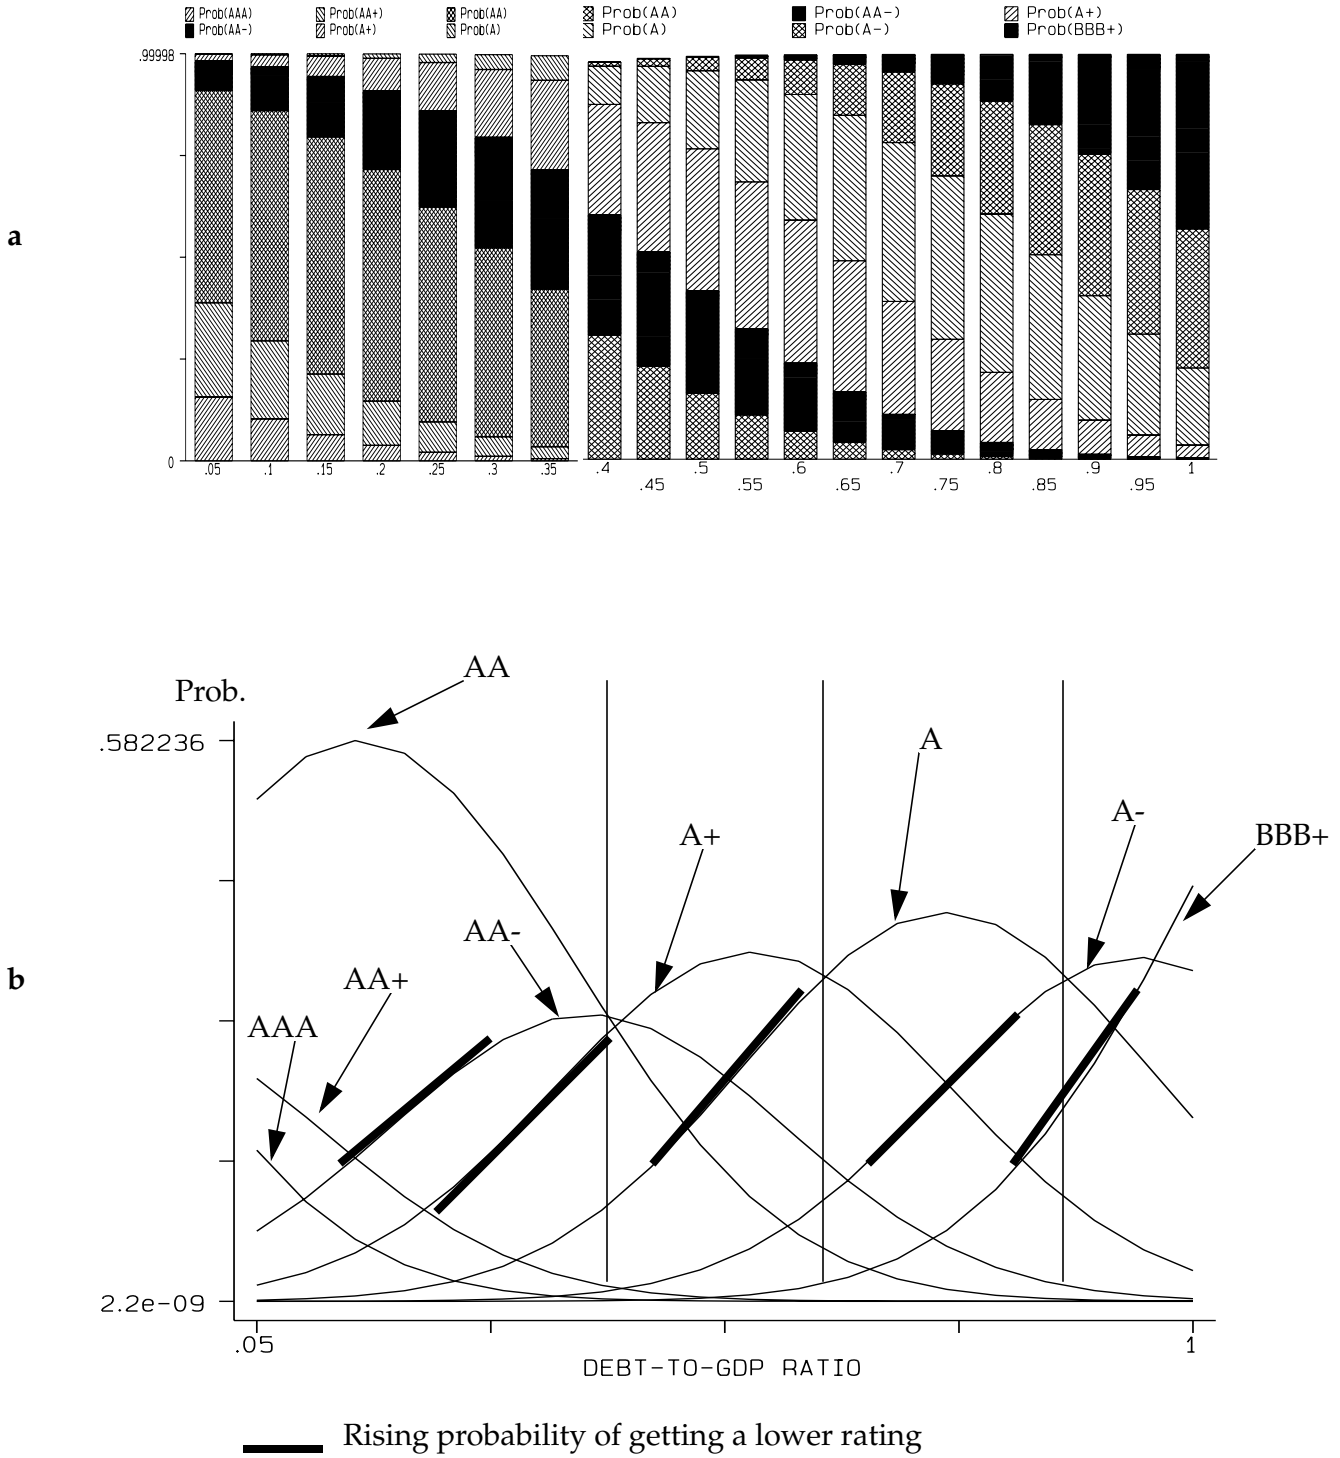 Prob(AAA) Prob(AA+) Prob(AA) Prob(AA) Prob(AA-) Prob(A+)
Prob(AA-) Prob(A+) Prob(A) Prob(A) Prob(A-) Prob(BBB+)
.99998
a
0
.05 .1 .15 .2 .25 .3 .35 .4 .5 .6 .7 .8 .9 1
.45 .55 .65 .75 .85 .95
AA
Prob.
.582236
A
A-
A+
BBB+
AA-
b
AA+
AAA
2.2e-09
.05 1
DEBT-TO-GDP RATIO
Rising probability of getting a lower rating